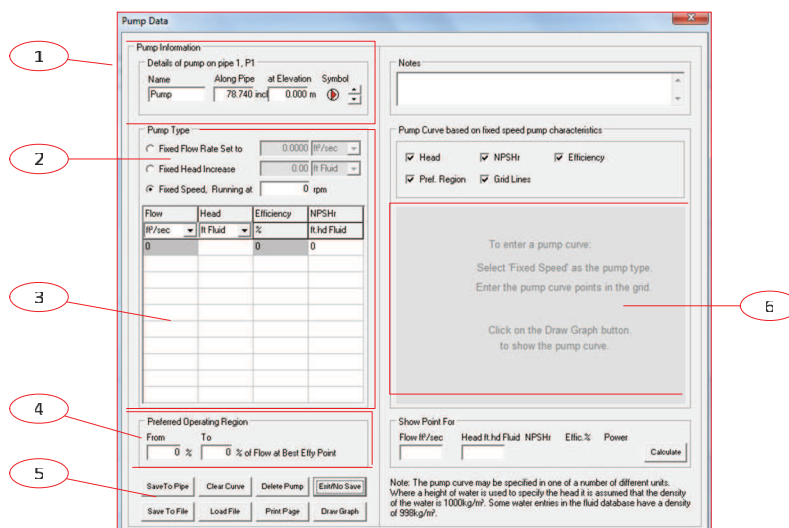 Pump Data
x
1
2
3
4
5
6
Pump Information
Details of pump on pipe 1, P1
Name Along Pipe at Elevation Symbol
Pump 78.740 incl 0.000 m
Pump Type
Fixed Flow Rate Set to 0.0000 ft³/sec
Fixed Head Increase 0.00 ft Fluid
Fixed Speed, Running at 0 rpm
Flow Head Efficiency NPSHr
ft³/sec ft Fluid % ft.hd Fluid
0 0 0
Preferred Operating Region
From To
0 % 0 % of Flow at Best Effy Point
SaveTo Pipe Clear Curve Delete Pump Exit/No Save
Save To File Load File Print Page Draw Graph
Notes
Pump Curve based on fixed speed pump characteristics
Head NPSHr Efficiency
Pref. Region Grid Lines
To enter a pump curve:
Select 'Fixed Speed' as the pump type.
Enter the pump curve points in the grid.
Click on the Draw Graph button.
to show the pump curve.
Show Point For
Flow ft³/sec Head ft.hd Fluid NPSHr Effic.% Power
Calculate
Note: The pump curve may be specified in one of a number of different units.
Where a height of water is used to specify the head it is assumed that the density
of the water is 1000kg/m³. Some water entries in the fluid database have a density
of 998kg/m³.